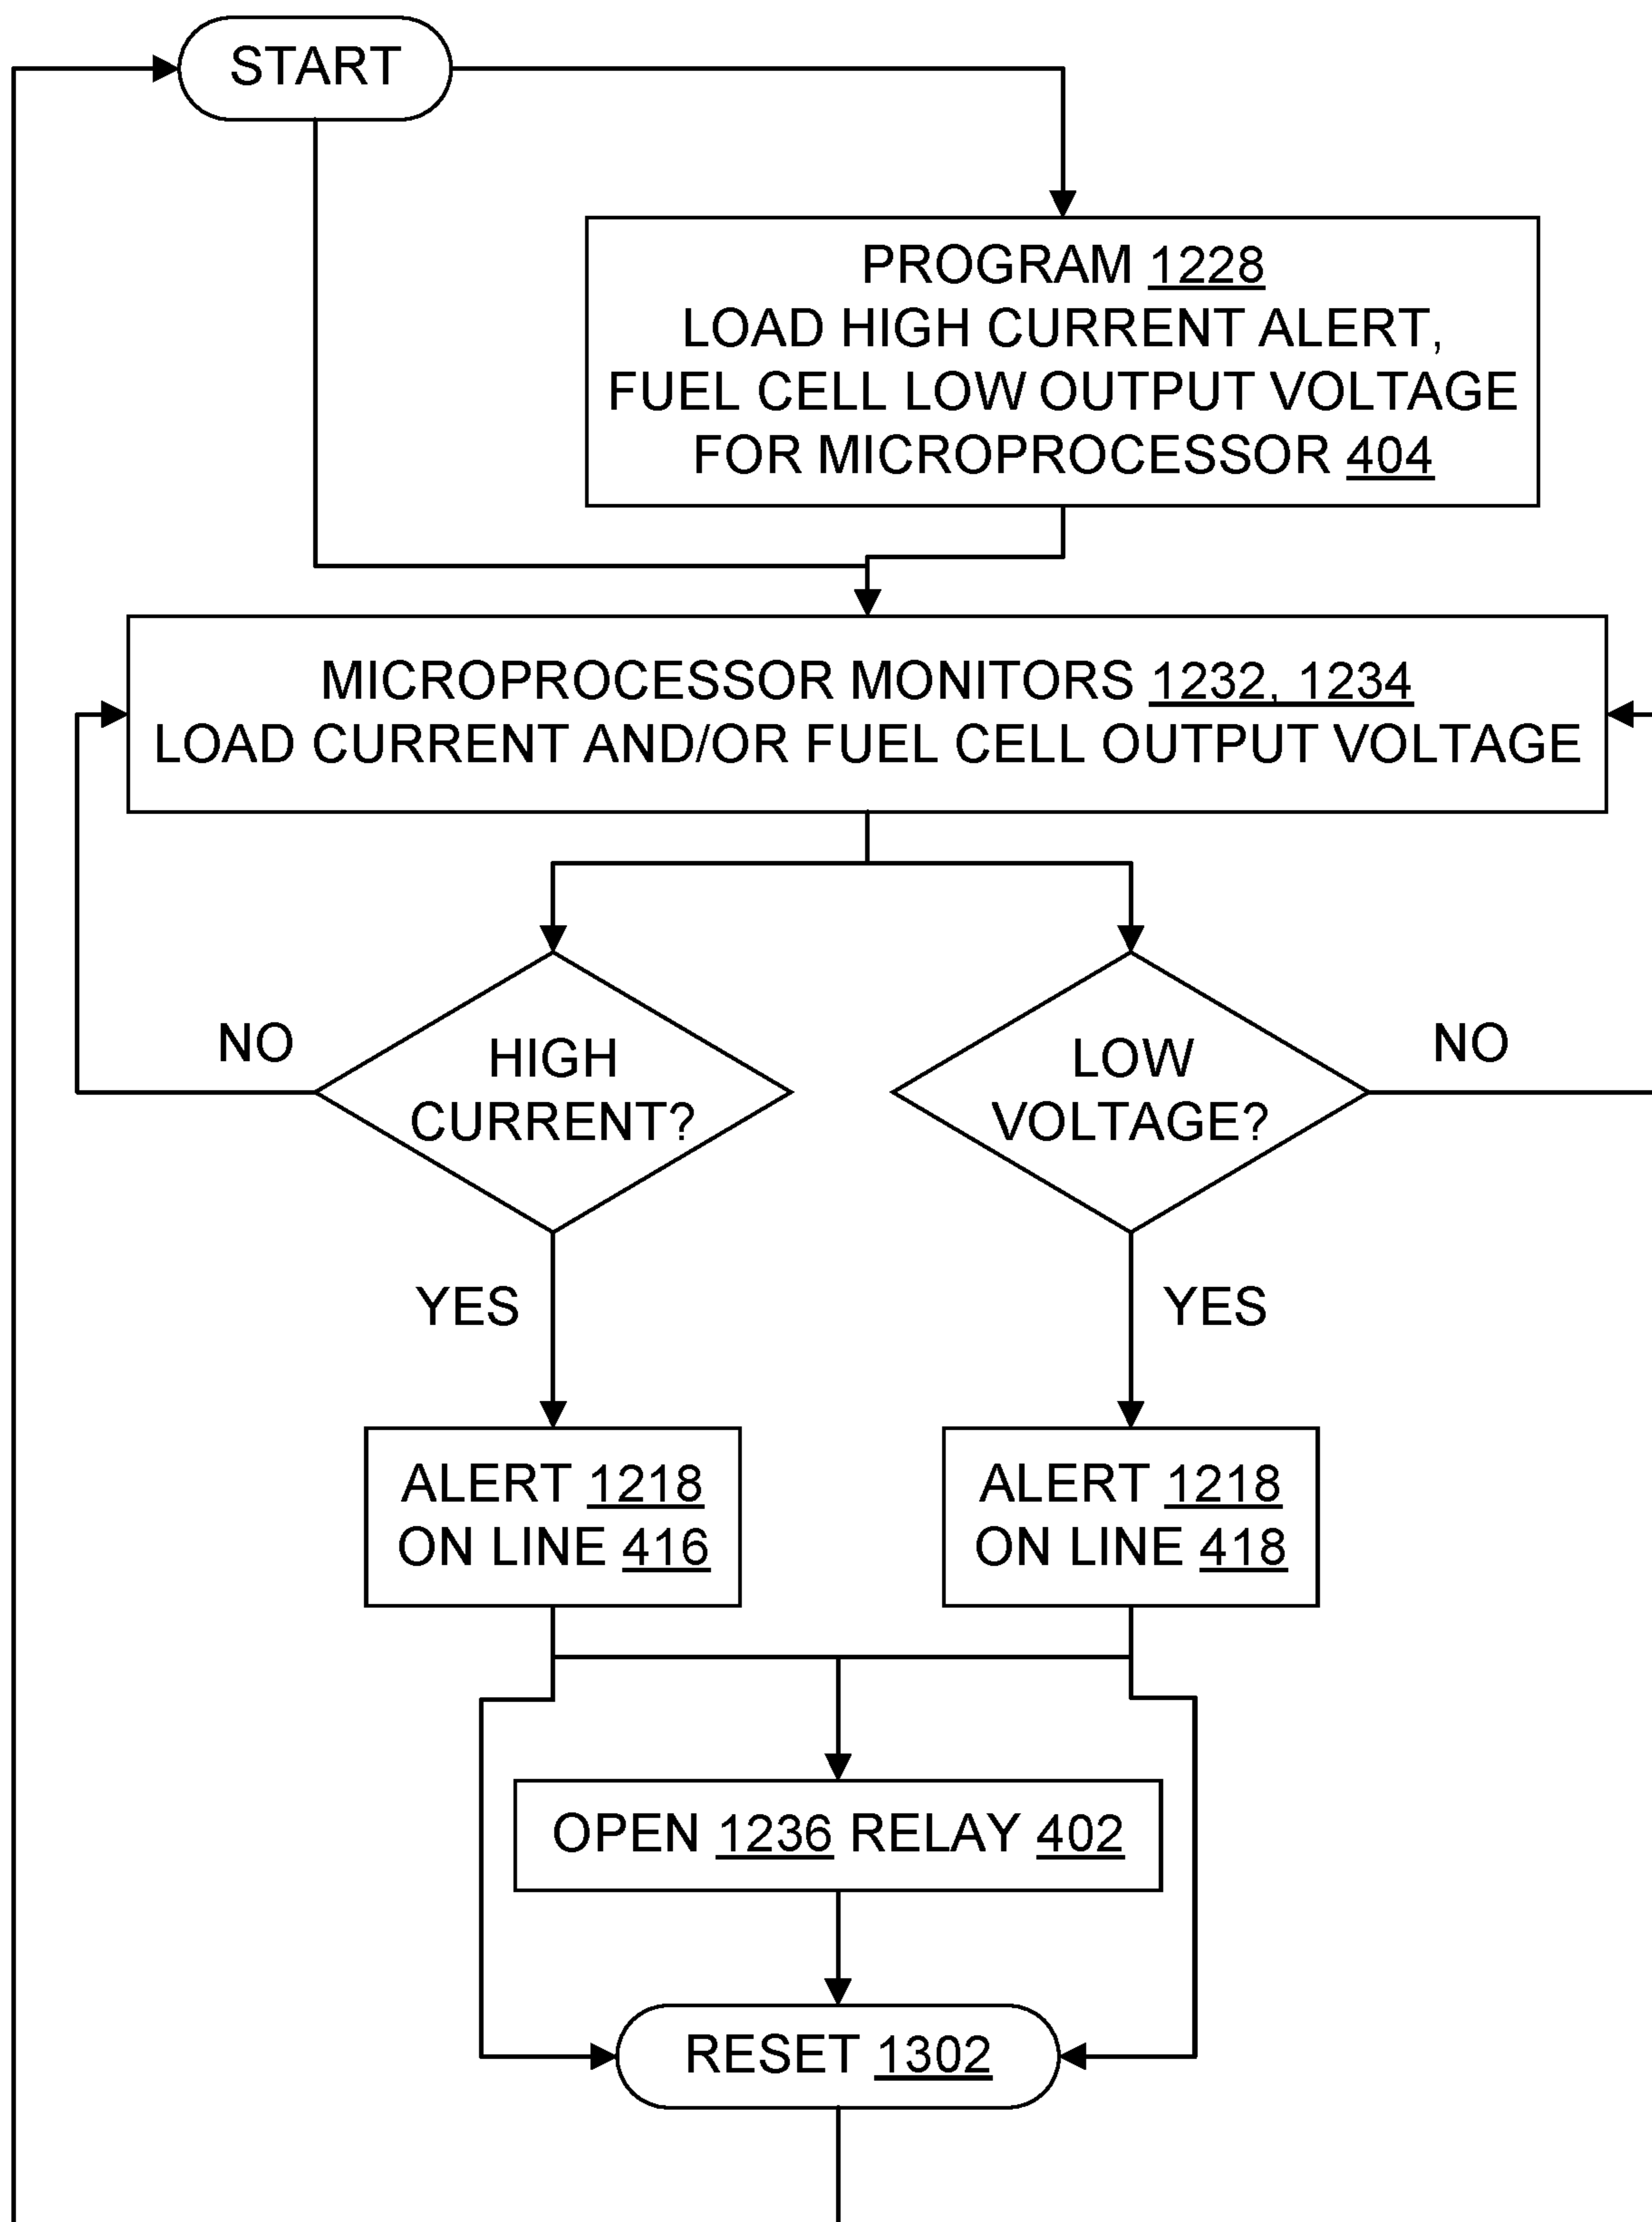 START
PROGRAM 1228
LOAD HIGH CURRENT ALERT,
FUEL CELL LOW OUTPUT VOLTAGE
FOR MICROPROCESSOR 404
MICROPROCESSOR MONITORS 1232, 1234
LOAD CURRENT AND/OR FUEL CELL OUTPUT VOLTAGE
NO
HIGH
CURRENT?
LOW
VOLTAGE?
NO
YES
YES
ALERT 1218
ON LINE 416
ALERT 1218
ON LINE 418
OPEN 1236 RELAY 402
RESET 1302